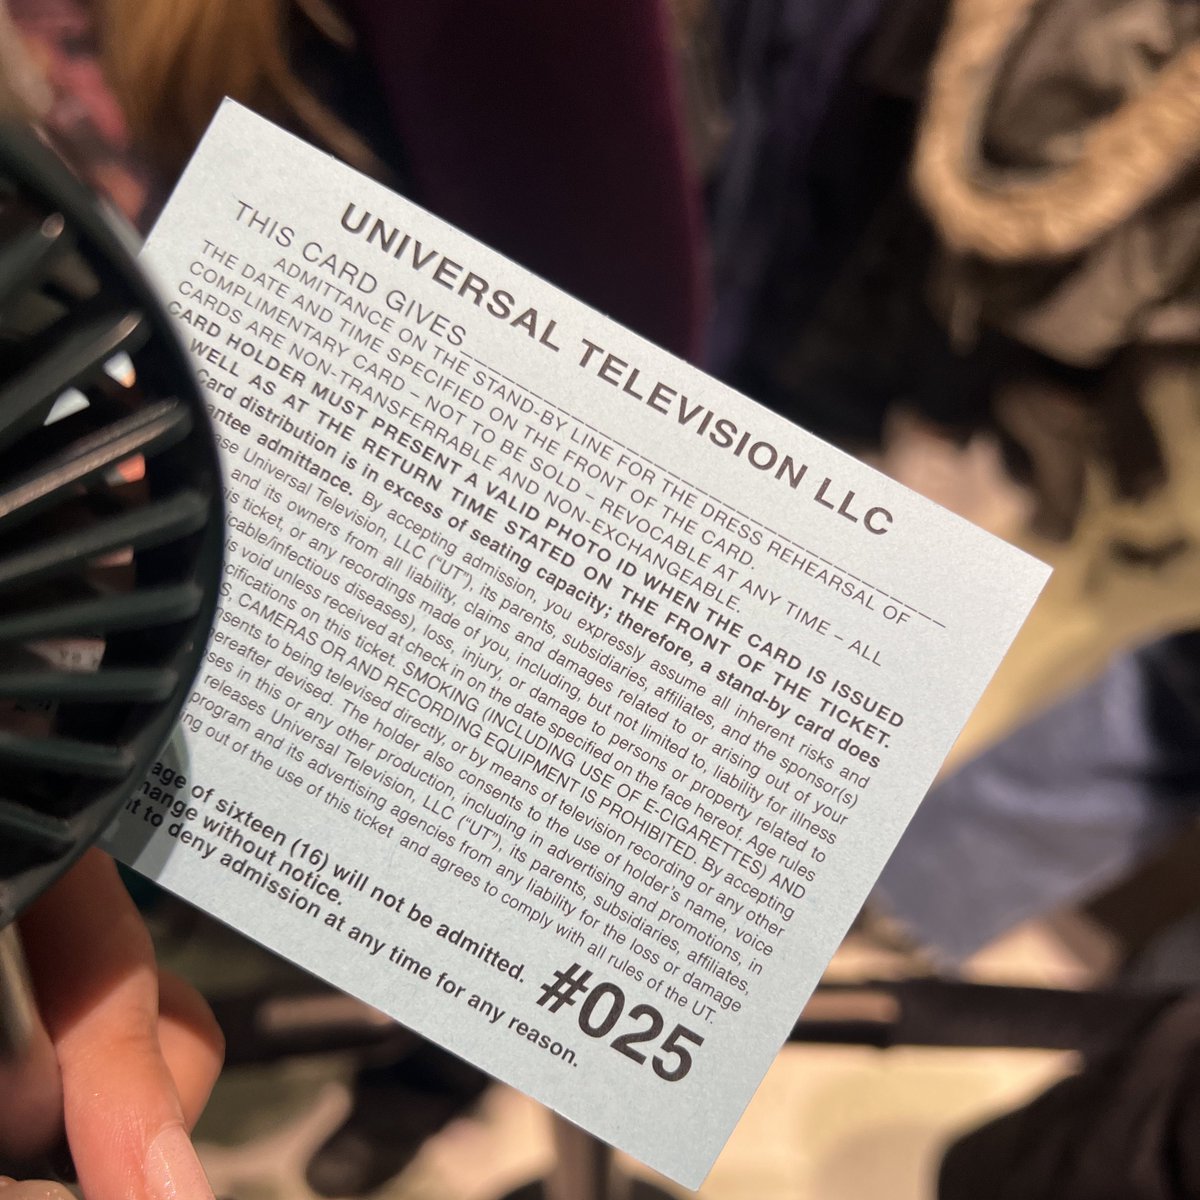 UNIVERSAL TELEVISION LLC
THIS CARD GIVES
ADMITTANCE ON THE STAND-BY LINE FOR THE DRESS REHEARSAL OF
THE DATE AND TIME SPECIFIED ON THE FRONT OF THE CARD.
COMPLIMENTARY CARD – NOT TO BE SOLD – REVOCABLE AT ANY TIME – ALL
CARDS ARE NON-TRANSFERRABLE AND NON-EXCHANGEABLE.
CARD HOLDER MUST PRESENT A VALID PHOTO ID WHEN THE CARD IS ISSUED
WELL AS AT THE RETURN TIME STATED ON THE FRONT OF THE TICKET.
Card distribution is in excess of seating capacity; therefore, a stand-by card does
admittance. By accepting admission, you expressly assume all inherent risks and
Universal Television, LLC ("UT"), its parents, subsidiaries, affiliates, and the sponsor(s)
and its owners from all liability, claims and damages related to or arising out of your
ticket, or any recordings made of you, including, but not limited to, liability for illness
diseases), loss, injury, or damage to persons or property related to
void unless received at check in on the date specified on the face hereof. Age rules
on this ticket. SMOKING (INCLUDING USE OF E-CIGARETTES) AND
CAMERAS OR AND RECORDING EQUIPMENT IS PROHIBITED. By accepting
to being televised directly, or by means of television recording or any other
devised. The holder also consents to the use of holder's name, voice
in this or any other production, including in advertising and promotions, in
releases Universal Television, LLC ("UT"), its parents, subsidiaries, affiliates,
program and its advertising agencies from any liability for the loss or damage
out of the use of this ticket and agrees to comply with all rules of the UT.
age of sixteen (16) will not be admitted.
without notice.
to deny admission at any time for any reason.
#025